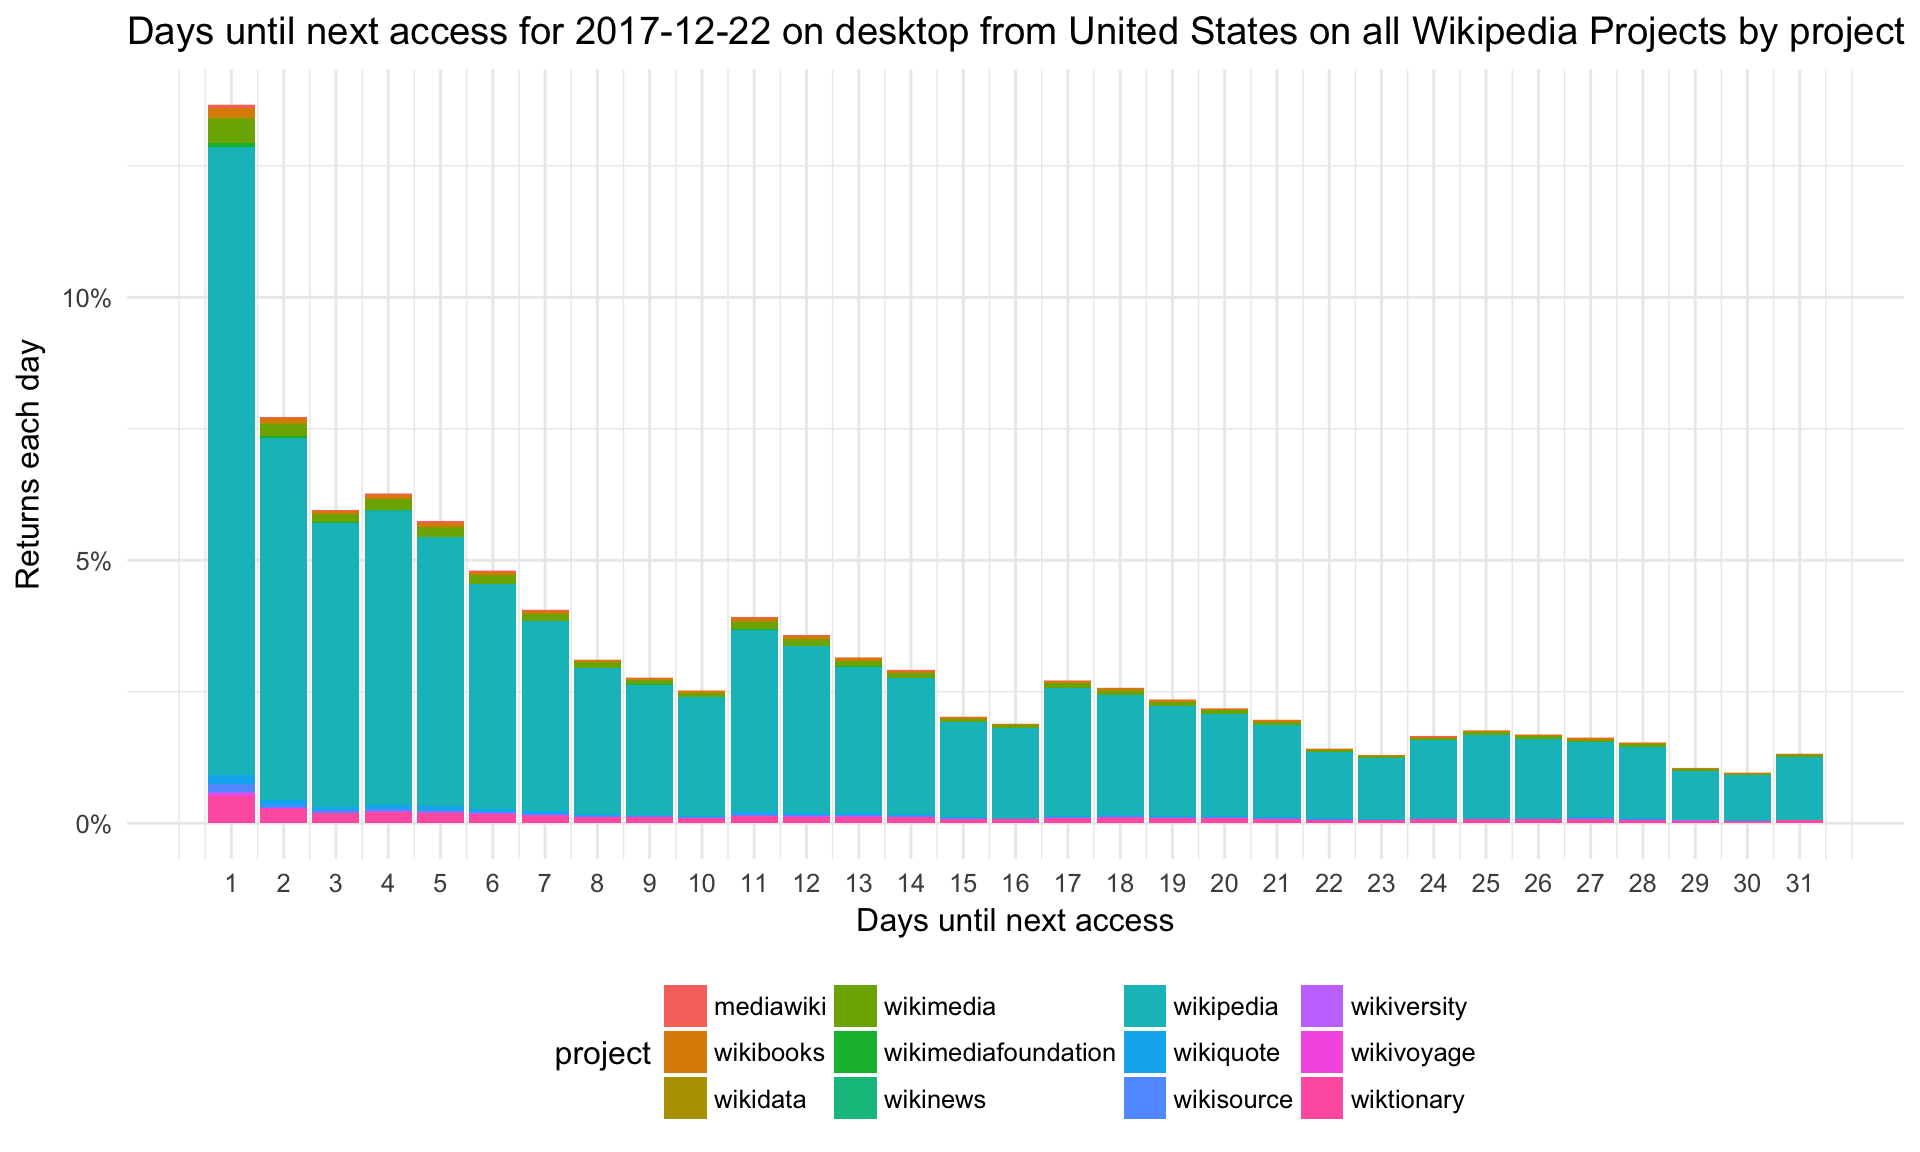 Days until next access for 2017-12-22 on desktop from United States on all Wikipedia Projects by project
Returns each day
10%
5%
0%
1 2 3 4 5 6 7 8 9 10 11 12 13 14 15 16 17 18 19 20 21 22 23 24 25 26 27 28 29 30 31
Days until next access
project
mediawiki wikimedia wikipedia wikiversity
wikibooks wikimediafoundation wikiquote wikivoyage
wikidata wikinews wikisource wiktionary